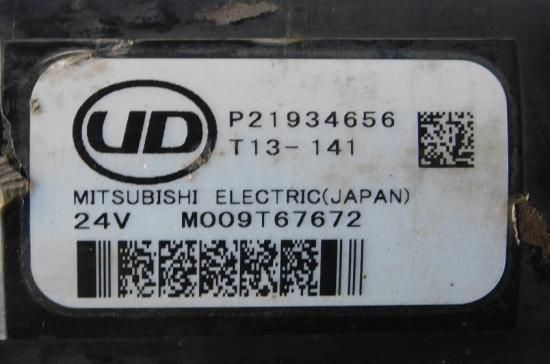 UD
P21934656
T13-141
MITSUBISHI ELECTRIC(JAPAN)
24V M009T67672